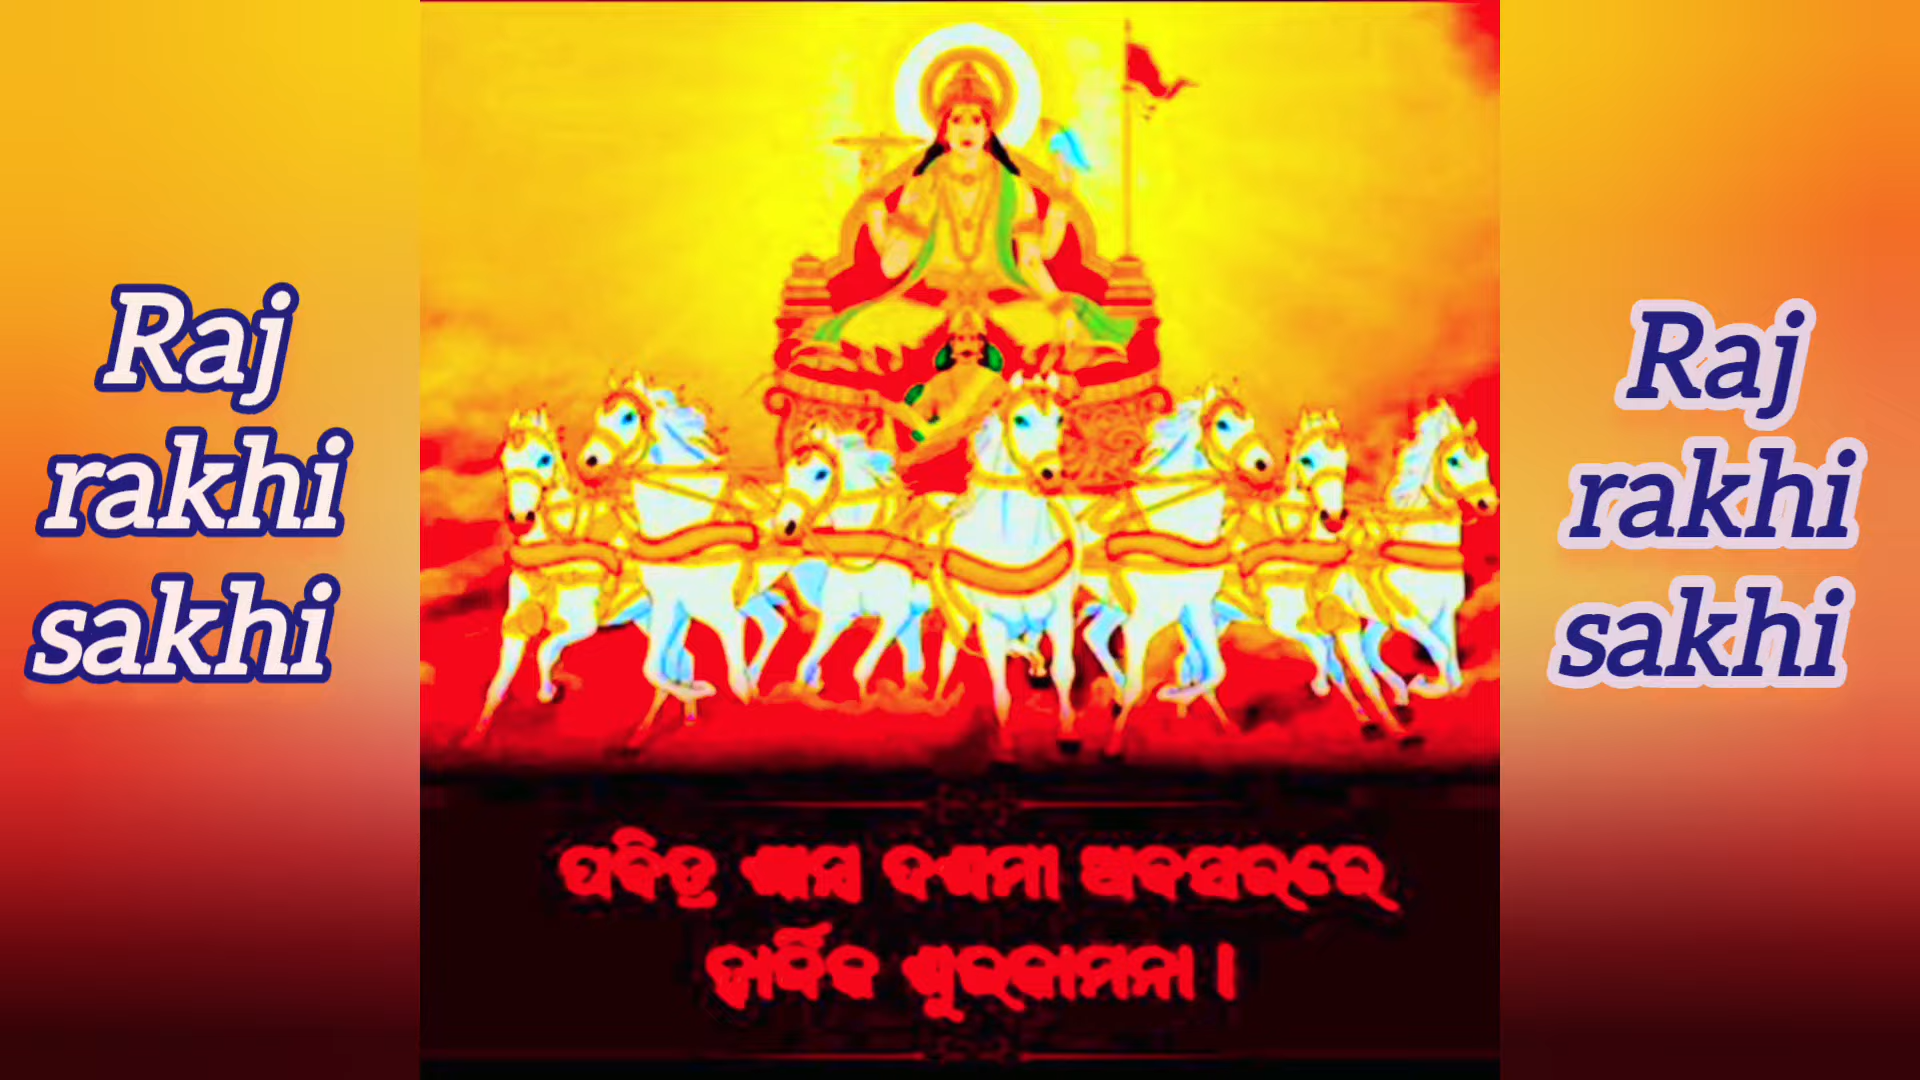 Raj
rakhi
sakhi
ପବିତ୍ର ଶାମ୍ବ ଦଶମୀ ଅବସରରେ
ହାର୍ଦ୍ଦିକ ଶୁଭକାମନା ।
Raj
rakhi
sakhi